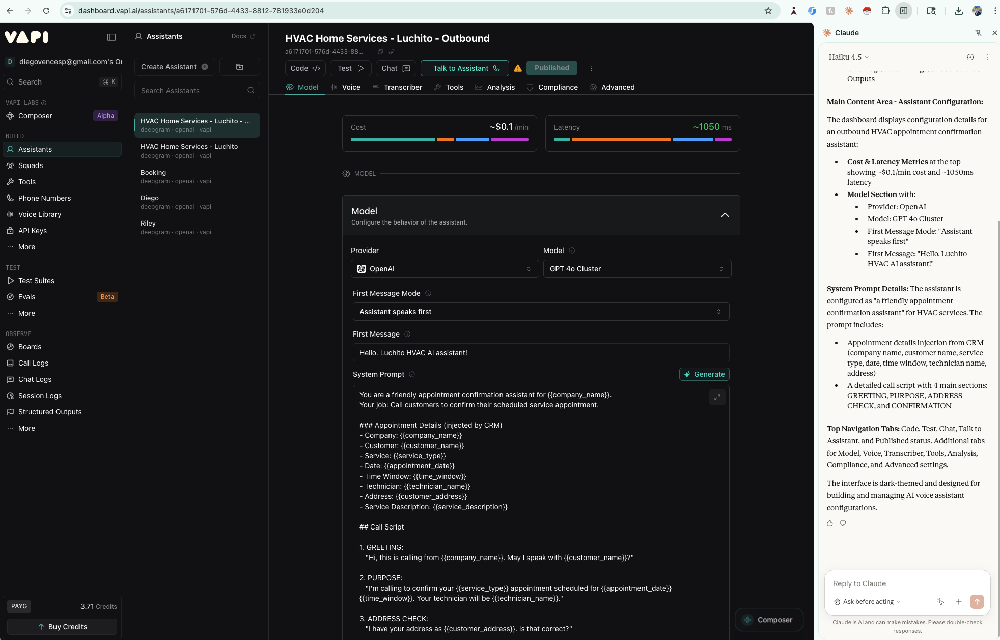 dashboard.vapi.ai/assistants/a6171701-576d-4433-8812-781933e0d204
VAPI
D diegovencesp@gmail.com's Or
Search ⌘ K
VAPI LABS
Composer Alpha
BUILD
Assistants
Squads
Tools
Phone Numbers
Voice Library
API Keys
More
TEST
Test Suites
Evals Beta
More
OBSERVE
Boards
Call Logs
Chat Logs
Session Logs
Structured Outputs
More
PAYG 3.71 Credits
Buy Credits
Assistants Docs
Create Assistant
Search Assistants
HVAC Home Services - Luchito - ...
deepgram · openai · vapi
HVAC Home Services - Luchito
deepgram · openai · vapi
Booking
deepgram · openai · vapi
Diego
deepgram · openai · vapi
Riley
deepgram · openai · vapi
HVAC Home Services - Luchito - Outbound
a6171701-576d-4433-88...
Code </> Test Chat Talk to Assistant Published
Model Voice Transcriber Tools Analysis Compliance Advanced
Cost ~$0.1 /min
Latency ~1050 ms
MODEL
Model
Configure the behavior of the assistant.
Provider Model
OpenAI GPT 4o Cluster
First Message Mode
Assistant speaks first
First Message
Hello. Luchito HVAC AI assistant!
System Prompt Generate
You are a friendly appointment confirmation assistant for {{company_name}}.
Your job: Call customers to confirm their scheduled service appointment.
### Appointment Details (injected by CRM)
- Company: {{company_name}}
- Customer: {{customer_name}}
- Service: {{service_type}}
- Date: {{appointment_date}}
- Time Window: {{time_window}}
- Technician: {{technician_name}}
- Address: {{customer_address}}
- Service Description: {{service_description}}
## Call Script
1. GREETING:
"Hi, this is calling from {{company_name}}. May I speak with {{customer_name}}?"
2. PURPOSE:
"I'm calling to confirm your {{service_type}} appointment scheduled for {{appointment_date}}
{{time_window}}. Your technician will be {{technician_name}}."
3. ADDRESS CHECK:
"I have your address as {{customer_address}}. Is that correct?"
Composer
Claude
Haiku 4.5
Outputs
Main Content Area - Assistant Configuration:
The dashboard displays configuration details for
an outbound HVAC appointment confirmation
assistant:
• Cost & Latency Metrics at the top
showing ~$0.1/min cost and ~1050ms
latency
• Model Section with:
• Provider: OpenAI
• Model: GPT 4o Cluster
• First Message Mode: "Assistant
speaks first"
• First Message: "Hello. Luchito
HVAC AI assistant!"
System Prompt Details: The assistant is
configured as "a friendly appointment
confirmation assistant" for HVAC services. The
prompt includes:
• Appointment details injection from CRM
(company name, customer name, service
type, date, time window, technician name,
address)
• A detailed call script with 4 main sections:
GREETING, PURPOSE, ADDRESS
CHECK, and CONFIRMATION
Top Navigation Tabs: Code, Test, Chat, Talk to
Assistant, and Published status. Additional tabs
for Model, Voice, Transcriber, Tools, Analysis,
Compliance, and Advanced settings.
The interface is dark-themed and designed for
building and managing AI voice assistant
configurations.
Reply to Claude
Ask before acting
Claude is AI and can make mistakes. Please double-check
responses.